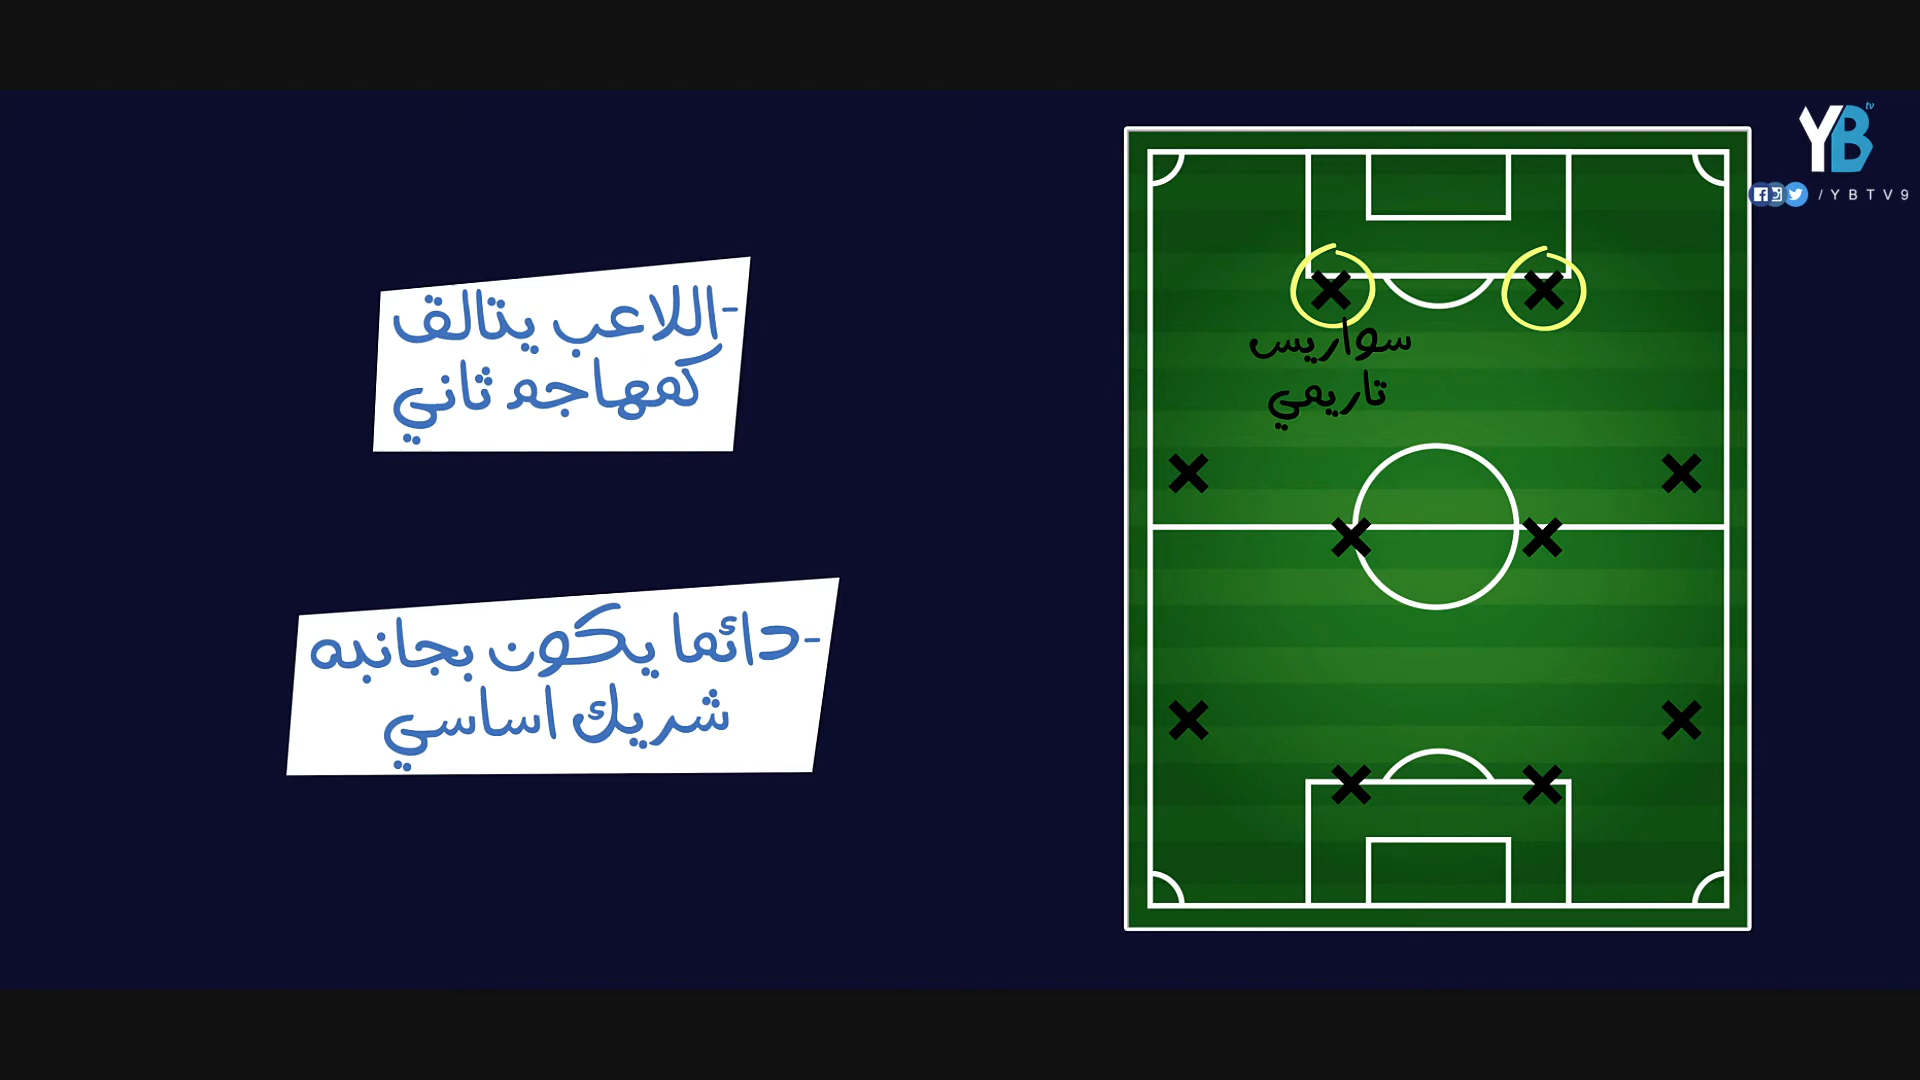 -اللاعب يتالق
كمهاجم ثاني
-دائما يكون بجانبه
شريك اساسي
سواريس
تاريمي
YB tv
/YBTV9